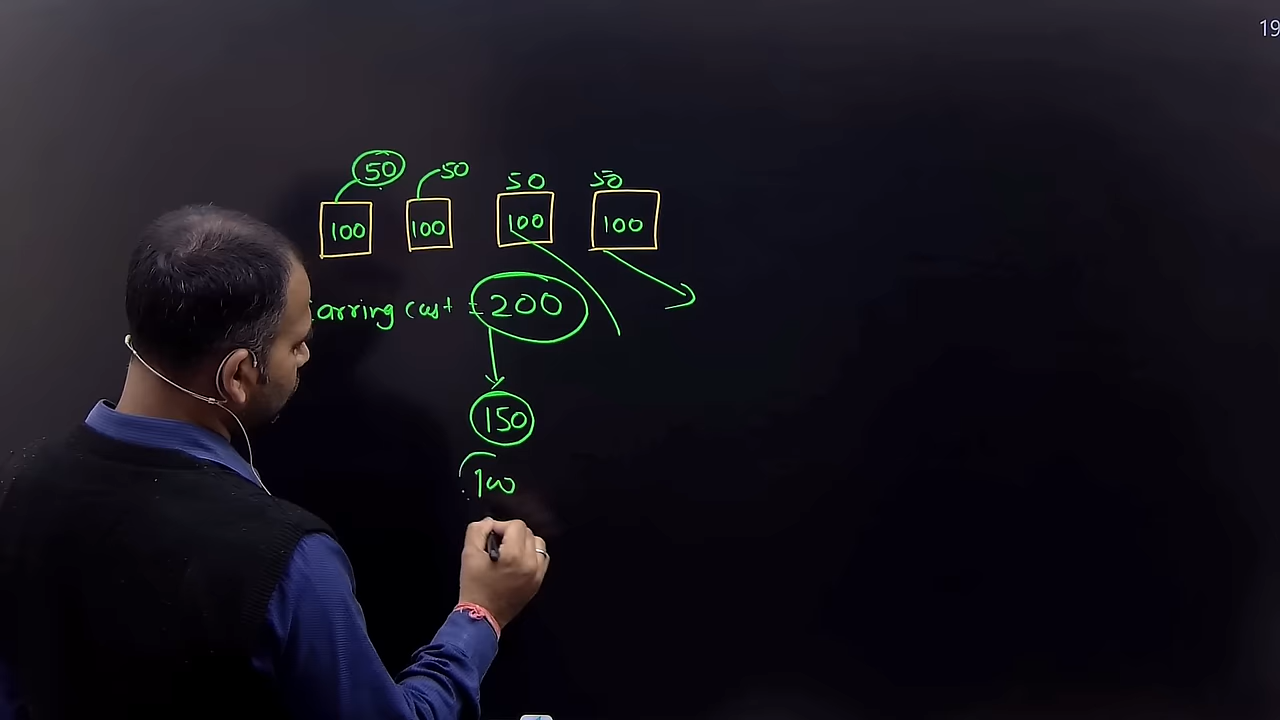 19
50 50 50 50
100 100 100 100
arring cost = 200
150
100